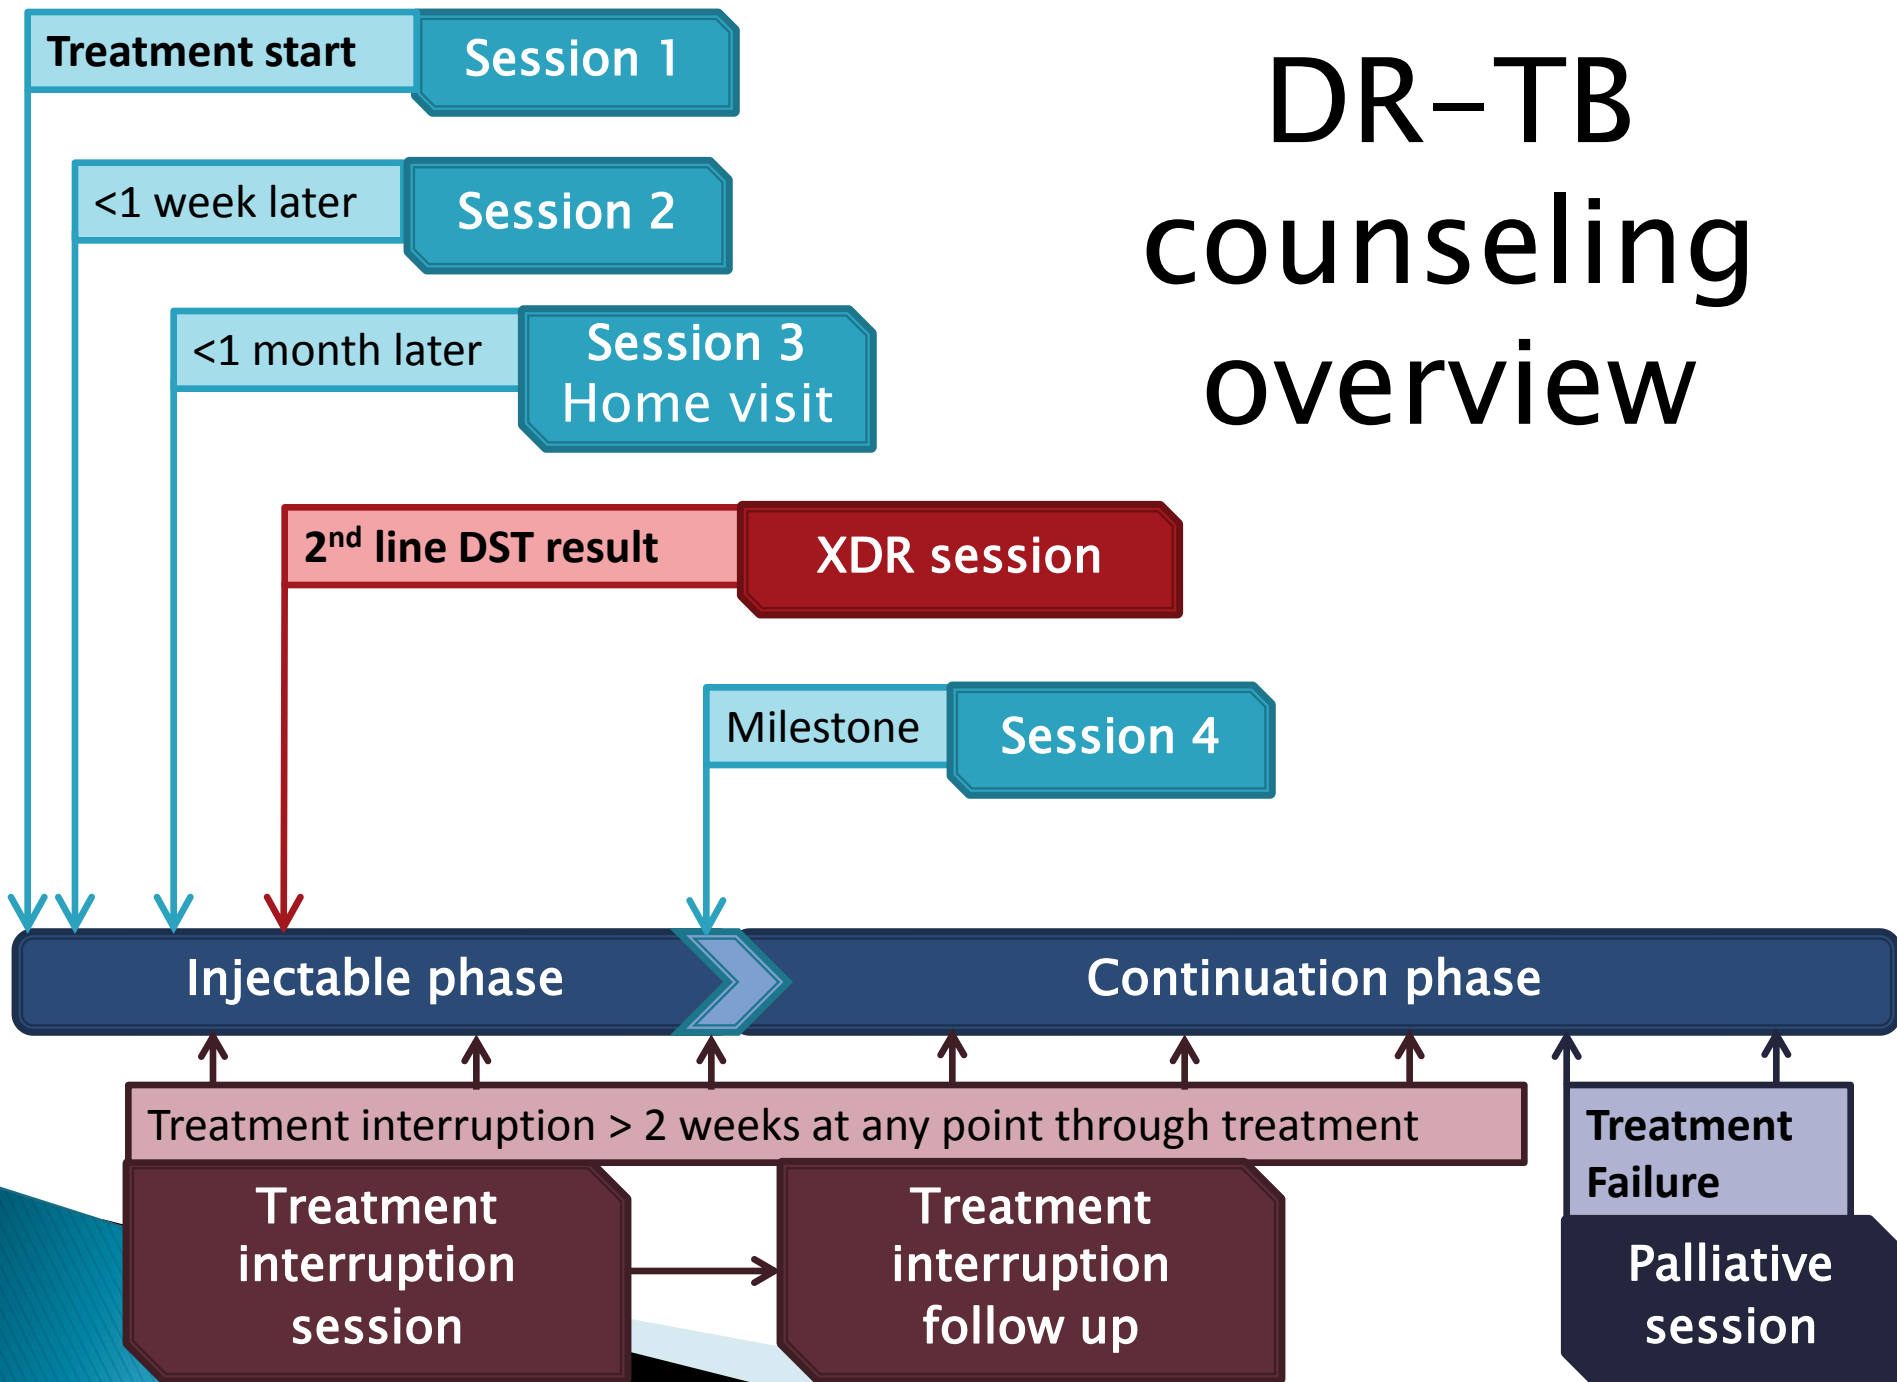 Treatment start
Session 1
DR-TB
counseling
overview
<1 week later
Session 2
<1 month later
Session 3
Home visit
2nd line DST result
XDR session
Milestone
Session 4
Injectable phase
Continuation phase
Treatment interruption > 2 weeks at any point through treatment
Treatment
interruption
session
Treatment
interruption
follow up
Treatment
Failure
Palliative
session